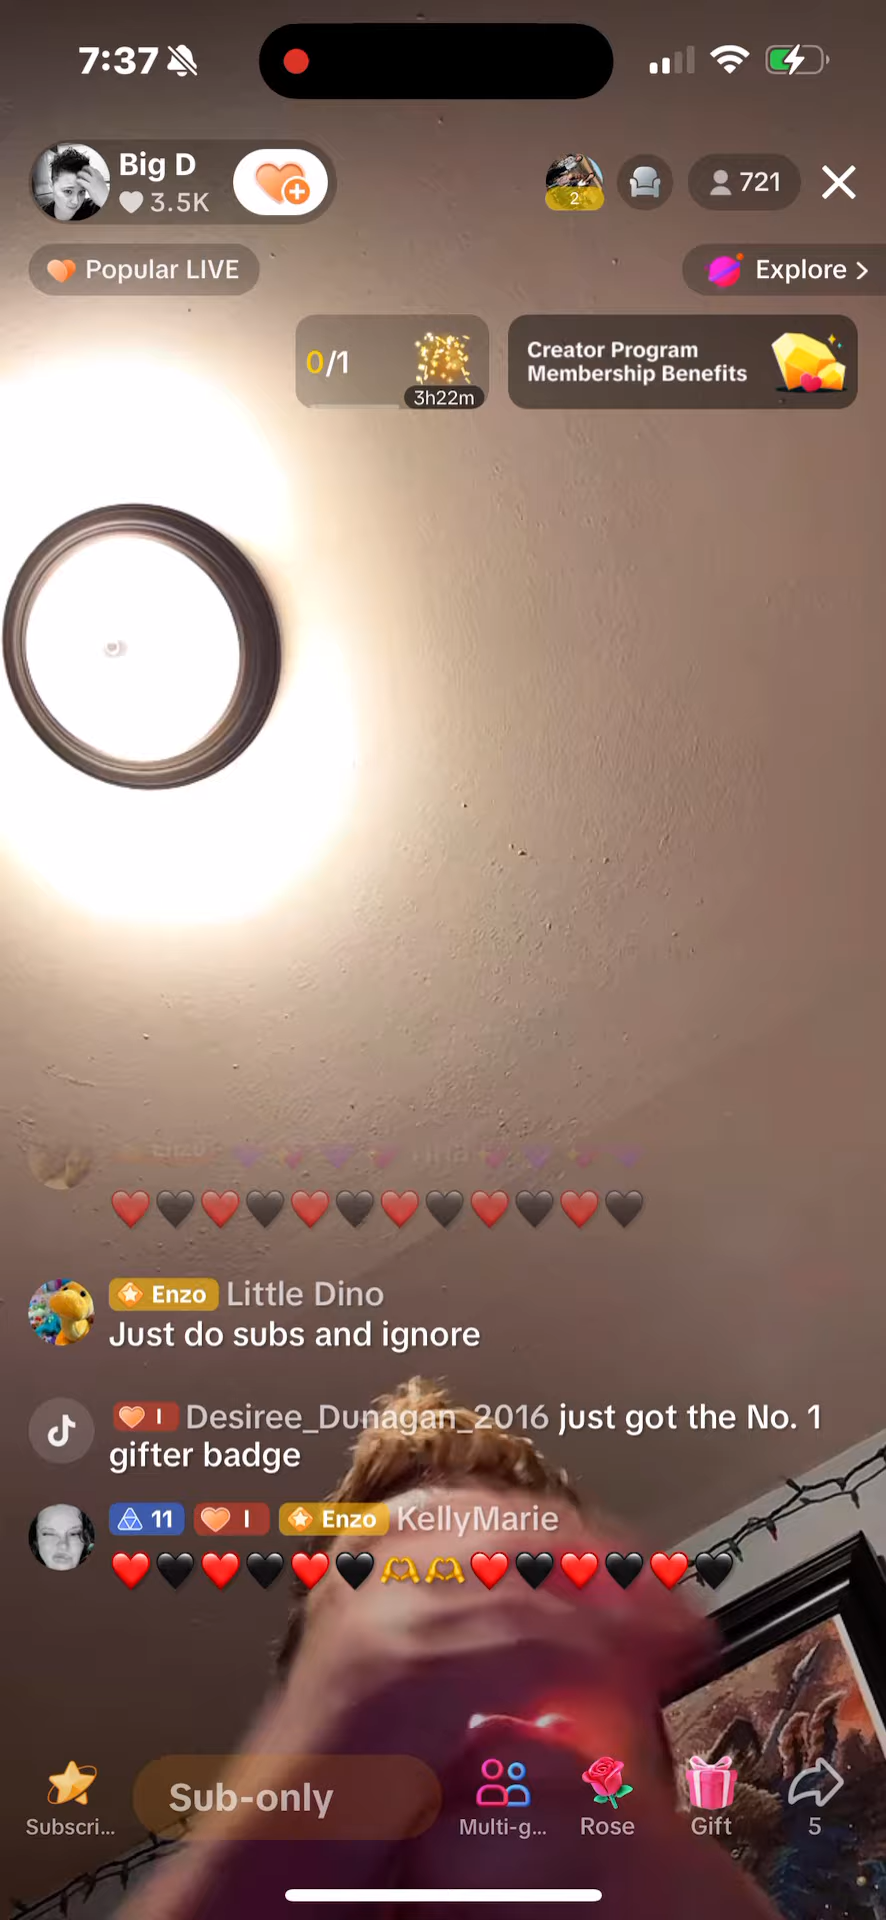 7:37
Big D
3.5K
2
721
Popular LIVE
Explore >
0/1
3h22m
Creator Program
Membership Benefits
Enzo
Enzo Little Dino
Just do subs and ignore
I Desiree_Dunagan_2016 just got the No. 1
gifter badge
11 I Enzo KellyMarie
Subscri...
Sub-only
Multi-g...
Rose
Gift
5